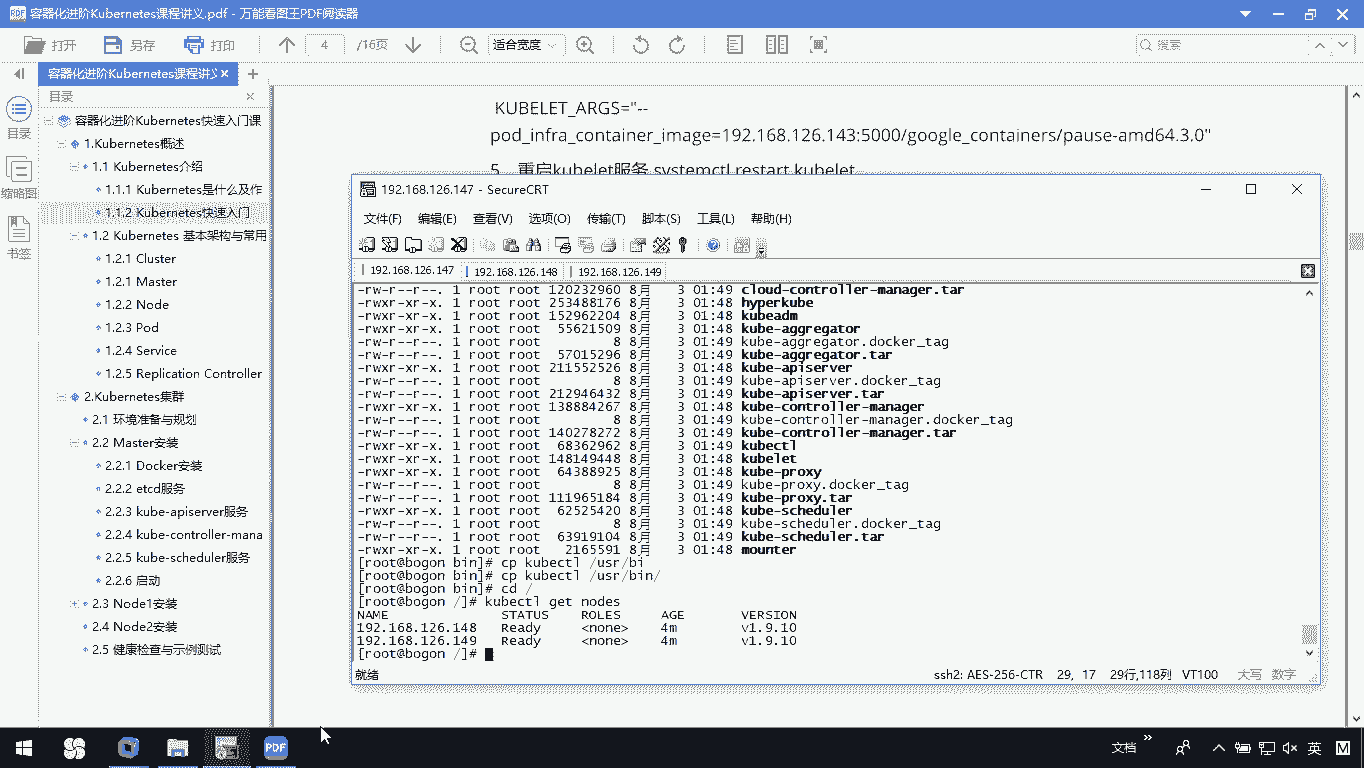 容器化进阶Kubernetes课程讲义.pdf - 万能看图王PDF阅读器
打开 另存 打印 4 /16页 适合宽度 搜索
容器化进阶Kubernetes课程讲义
目录
目录
缩略图
书签
容器化进阶Kubernetes快速入门课
1.Kubernetes概述
1.1 Kubernetes介绍
1.1.1 Kubernetes是什么及作
1.1.2 Kubernetes快速入门
1.2 Kubernetes 基本架构与常用
1.2.1 Cluster
1.2.1 Master
1.2.2 Node
1.2.3 Pod
1.2.4 Service
1.2.5 Replication Controller
2.Kubernetes集群
2.1 环境准备与规划
2.2 Master安装
2.2.1 Docker安装
2.2.2 etcd服务
2.2.3 kube-apiserver服务
2.2.4 kube-controller-mana
2.2.5 kube-scheduler服务
2.2.6 启动
2.3 Node1安装
2.4 Node2安装
2.5 健康检查与示例测试
KUBELET_ARGS="--
pod_infra_container_image=192.168.126.143:5000/google_containers/pause-amd64.3.0"
5、重启kubelet服务 systemctl restart kubelet
192.168.126.147 - SecureCRT
文件(F) 编辑(E) 查看(V) 选项(O) 传输(T) 脚本(S) 工具(L) 帮助(H)
192.168.126.147 192.168.126.148 192.168.126.149
-rw-r--r--. 1 root root 120232960 8月 3 01:49 cloud-controller-manager.tar
-rwxr-xr-x. 1 root root 253488176 8月 3 01:48 hyperkube
-rwxr-xr-x. 1 root root 152962204 8月 3 01:48 kubeadm
-rwxr-xr-x. 1 root root 55621509 8月 3 01:48 kube-aggregator
-rw-r--r--. 1 root root 8 8月 3 01:49 kube-aggregator.docker_tag
-rw-r--r--. 1 root root 57015296 8月 3 01:49 kube-aggregator.tar
-rwxr-xr-x. 1 root root 211552526 8月 3 01:48 kube-apiserver
-rw-r--r--. 1 root root 8 8月 3 01:49 kube-apiserver.docker_tag
-rw-r--r--. 1 root root 212946432 8月 3 01:49 kube-apiserver.tar
-rwxr-xr-x. 1 root root 138884267 8月 3 01:48 kube-controller-manager
-rw-r--r--. 1 root root 8 8月 3 01:49 kube-controller-manager.docker_tag
-rw-r--r--. 1 root root 140278272 8月 3 01:49 kube-controller-manager.tar
-rwxr-xr-x. 1 root root 68362962 8月 3 01:48 kubectl
-rwxr-xr-x. 1 root root 148149448 8月 3 01:48 kubelet
-rwxr-xr-x. 1 root root 64388925 8月 3 01:48 kube-proxy
-rw-r--r--. 1 root root 8 8月 3 01:49 kube-proxy.docker_tag
-rw-r--r--. 1 root root 111965184 8月 3 01:49 kube-proxy.tar
-rwxr-xr-x. 1 root root 62525420 8月 3 01:48 kube-scheduler
-rw-r--r--. 1 root root 8 8月 3 01:49 kube-scheduler.docker_tag
-rw-r--r--. 1 root root 63919104 8月 3 01:49 kube-scheduler.tar
-rwxr-xr-x. 1 root root 2165591 8月 3 01:48 mounter
[root@bogon bin]# cp kubectl /usr/bi
[root@bogon bin]# cp kubectl /usr/bin/
[root@bogon bin]# cd /
[root@bogon /]# kubectl get nodes
NAME STATUS ROLES AGE VERSION
192.168.126.148 Ready <none> 4m v1.9.10
192.168.126.149 Ready <none> 4m v1.9.10
[root@bogon /]#
就绪 ssh2: AES-256-CTR 29, 17 29行,118列 VT100 大写 数字
PDF 文档 英 M